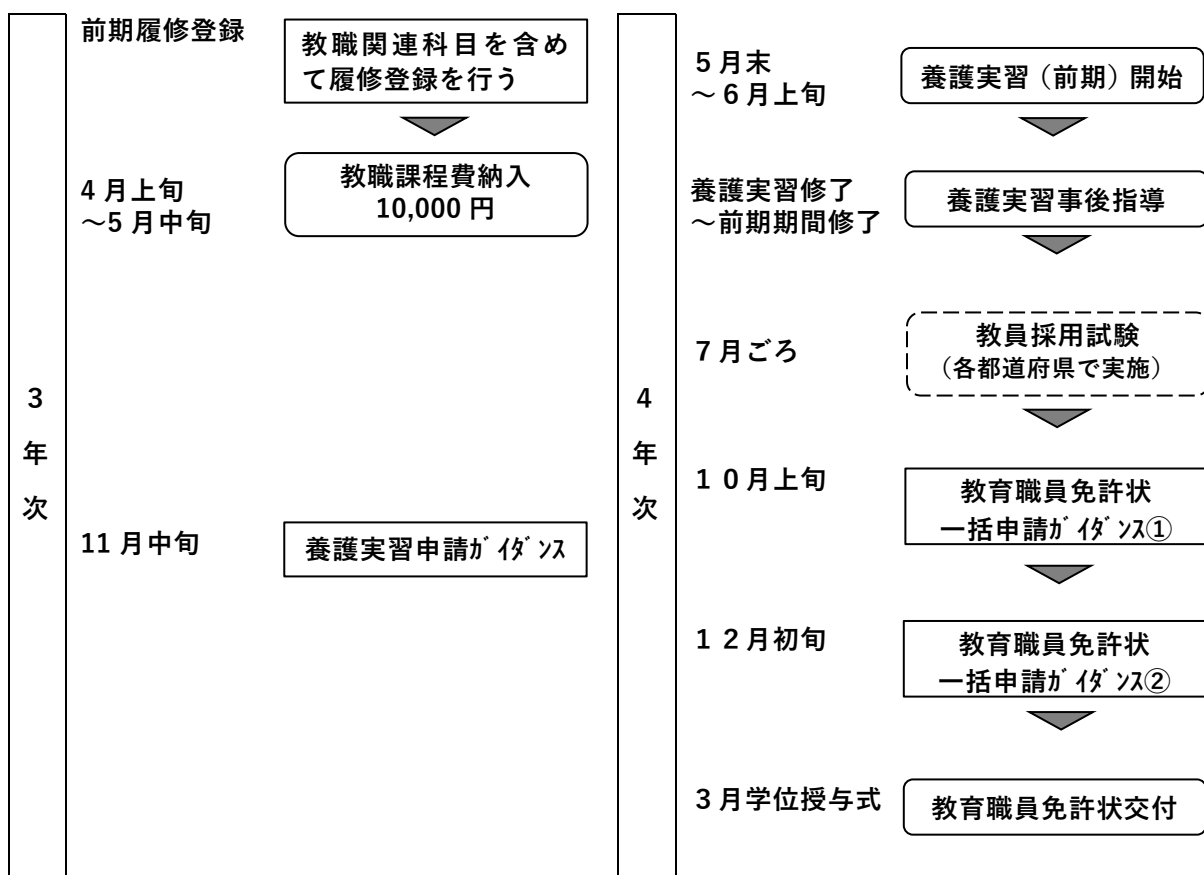 3
年
次
前期履修登録
教職関連科目を含め
て履修登録を行う
4月上旬
～5月中旬
教職課程費納入
10,000円
11月中旬
養護実習申請ｶﾞｲﾀﾞﾝｽ
4
年
次
5月末
～6月上旬
養護実習（前期）開始
養護実習修了
～前期期間修了
養護実習事後指導
7月ごろ
教員採用試験
（各都道府県で実施）
１０月上旬
教育職員免許状
一括申請ｶﾞｲﾀﾞﾝｽ①
１２月初旬
教育職員免許状
一括申請ｶﾞｲﾀﾞﾝｽ②
3月学位授与式
教育職員免許状交付